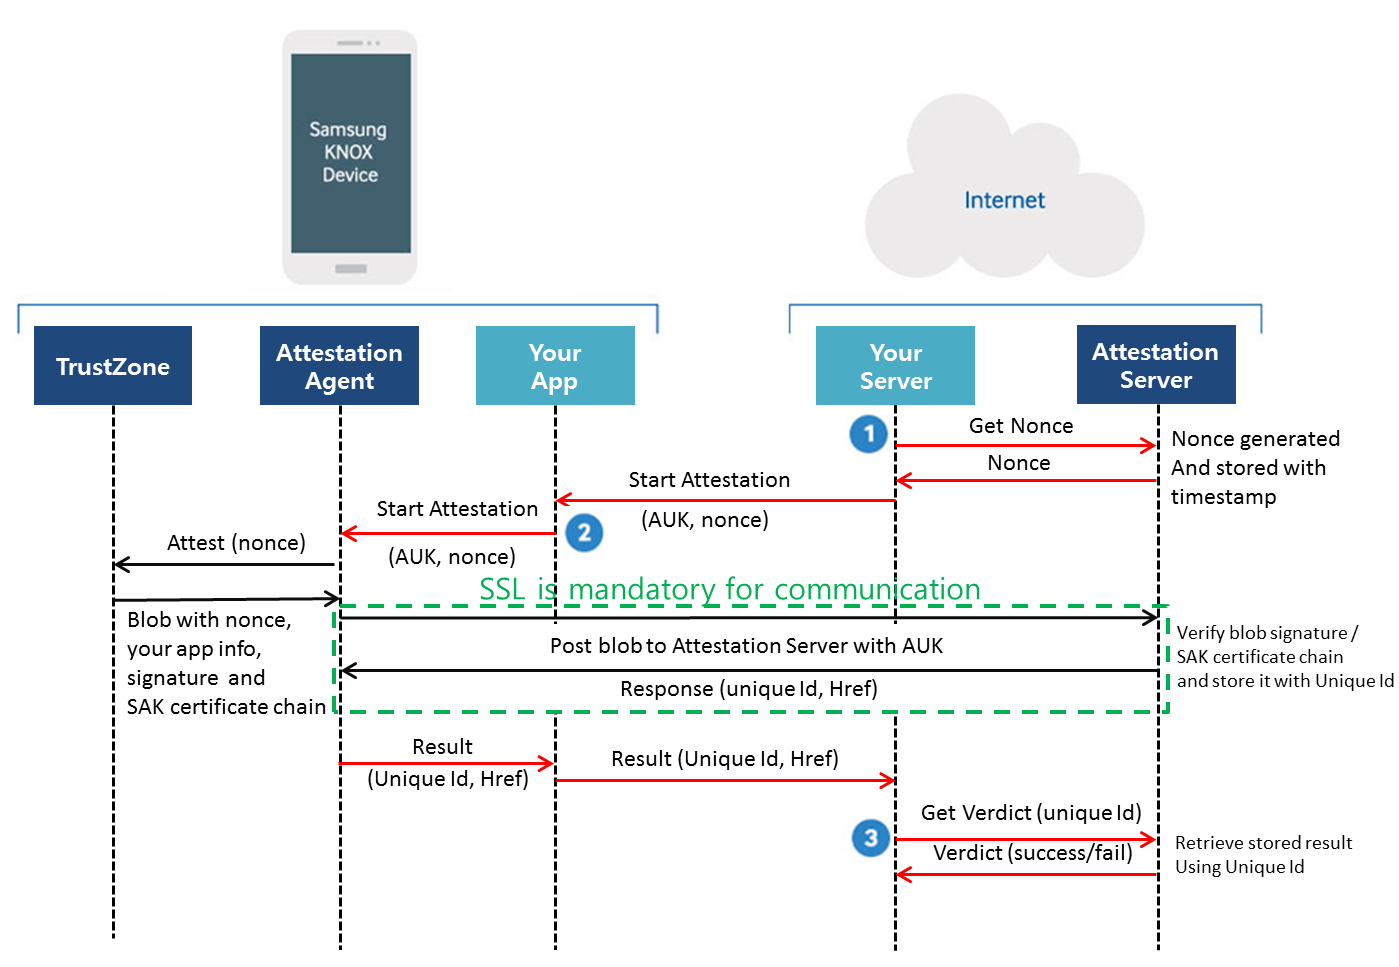 Samsung
KNOX
Device
Internet
TrustZone
Attestation
Agent
Your
App
Your
Server
Attestation
Server
1
Get Nonce
Nonce generated
And stored with
timestamp
Nonce
Start Attestation
(AUK, nonce)
2
Start Attestation
(AUK, nonce)
Attest (nonce)
SSL is mandatory for communication
Blob with nonce,
your app info,
signature and
SAK certificate chain
Post blob to Attestation Server with AUK
Verify blob signature /
SAK certificate chain
and store it with Unique Id
Response (unique Id, Href)
Result
(Unique Id, Href)
Result (Unique Id, Href)
3
Get Verdict (unique Id)
Verdict (success/fail)
Retrieve stored result
Using Unique Id